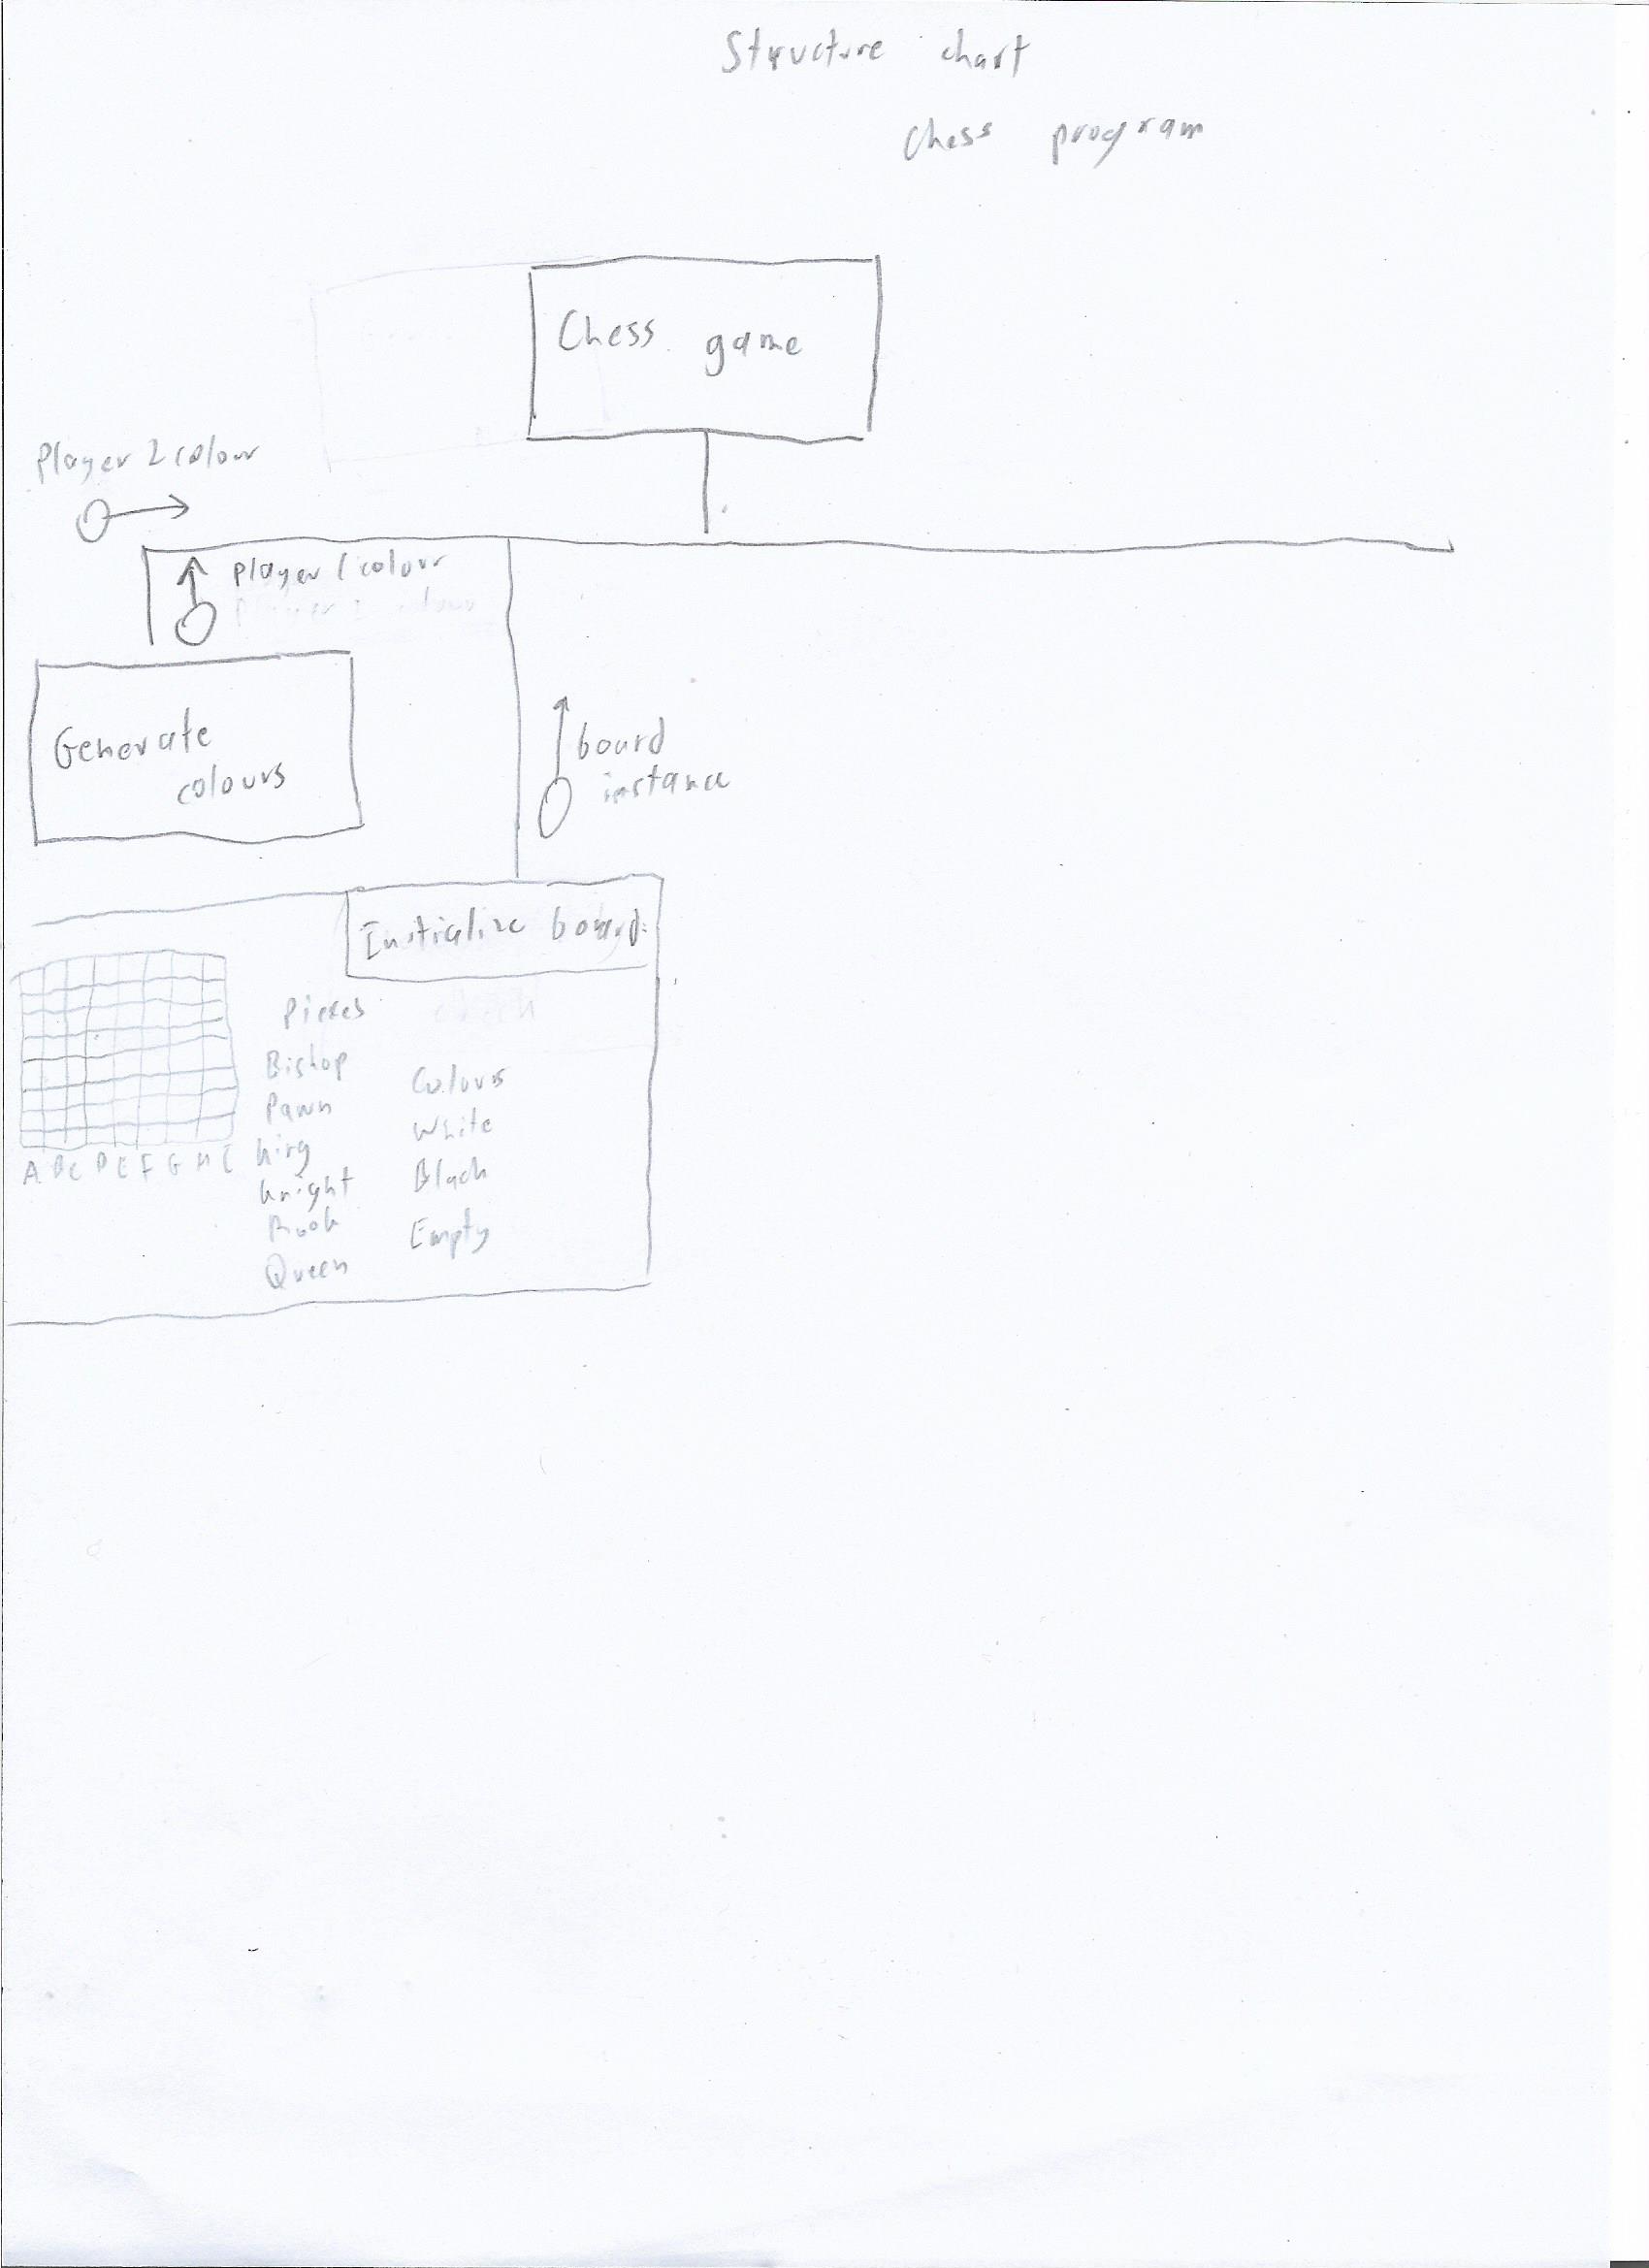 Structure chart
Chess program
Chess game
Player 2 colour
Player 1 colour
Generate
colours
board
instance
Initialize board
Pieces
Bishop
Pawn
King
Knight
Rook
Queen
Colours
White
Black
Empty
A B C D E F G H I